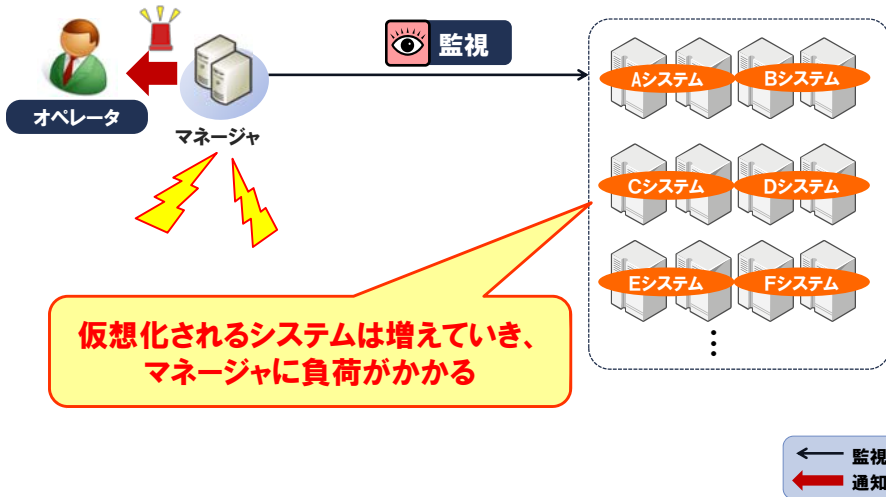 監視
オペレータ
マネージャ
Aシステム
Bシステム
Cシステム
Dシステム
Eシステム
Fシステム
仮想化されるシステムは増えていき、
マネージャに負荷がかかる
監視
通知